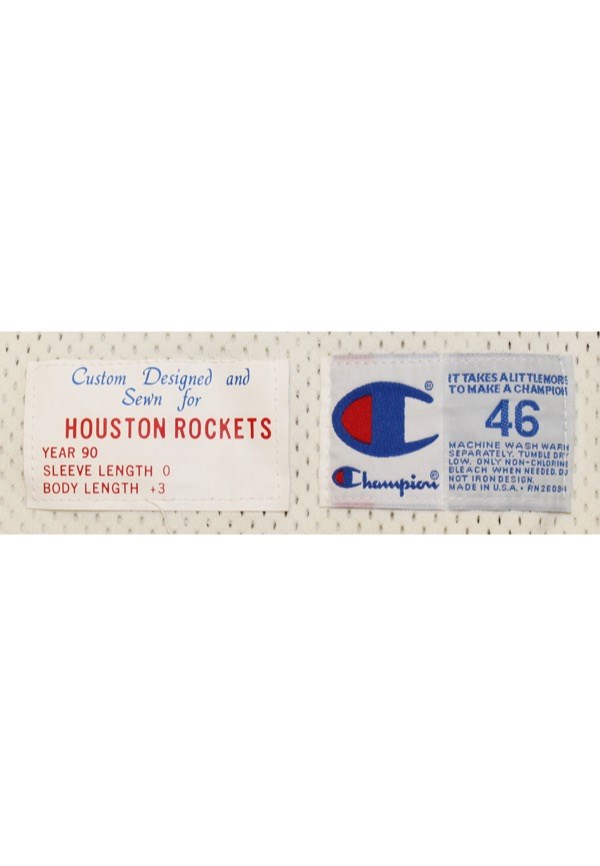 Custom Designed and
Sewn for
HOUSTON ROCKETS
YEAR 90
SLEEVE LENGTH 0
BODY LENGTH +3
®
Champion®
IT TAKES A LITTLE MORE
TO MAKE A CHAMPION
46
MACHINE WASH WARM
SEPARATELY. TUMBLE DRY
LOW. ONLY NON-CHLORINE
BLEACH WHEN NEEDED. DO
NOT IRON DESIGN.
MADE IN U.S.A. • RN26084